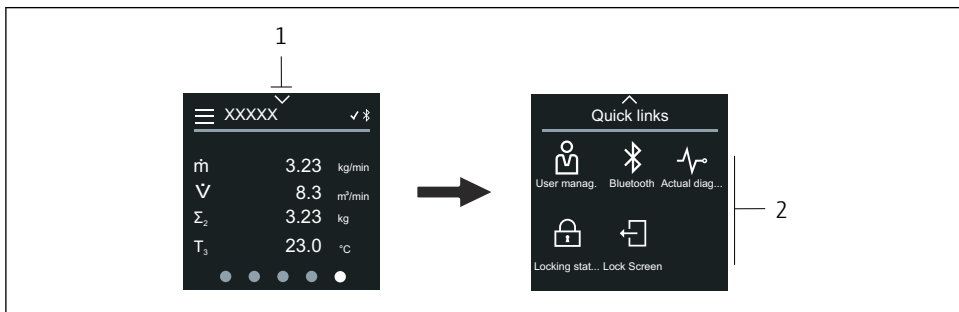 1
XXXXX
ṁ 3.23 kg/min
V̇ 8.3 m³/min
Σ₂ 3.23 kg
T₃ 23.0 °C
Quick links
User manag. Bluetooth Actual diag...
Locking stat... Lock Screen
2